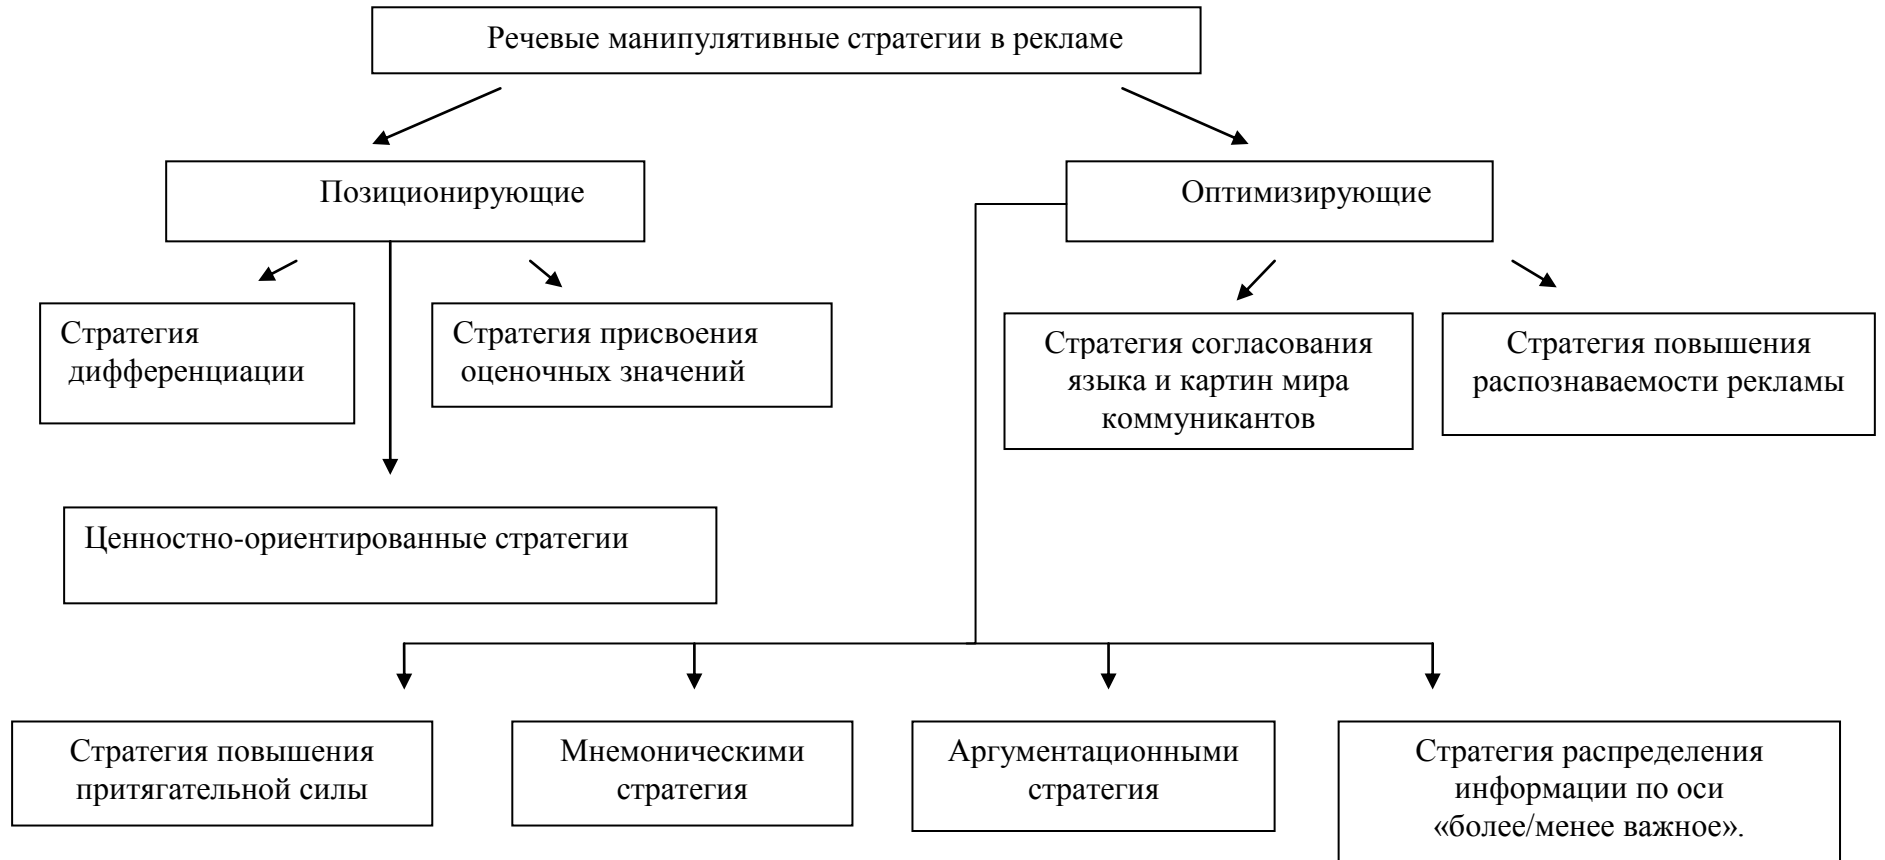 Речевые манипулятивные стратегии в рекламе
Позиционирующие
Оптимизирующие
Стратегия
дифференциации
Стратегия присвоения
оценочных значений
Стратегия согласования
языка и картин мира
коммуникантов
Стратегия повышения
распознаваемости рекламы
Ценностно-ориентированные стратегии
Стратегия повышения
притягательной силы
Мнемоническими
стратегия
Аргументационными
стратегия
Стратегия распределения
информации по оси
«более/менее важное».